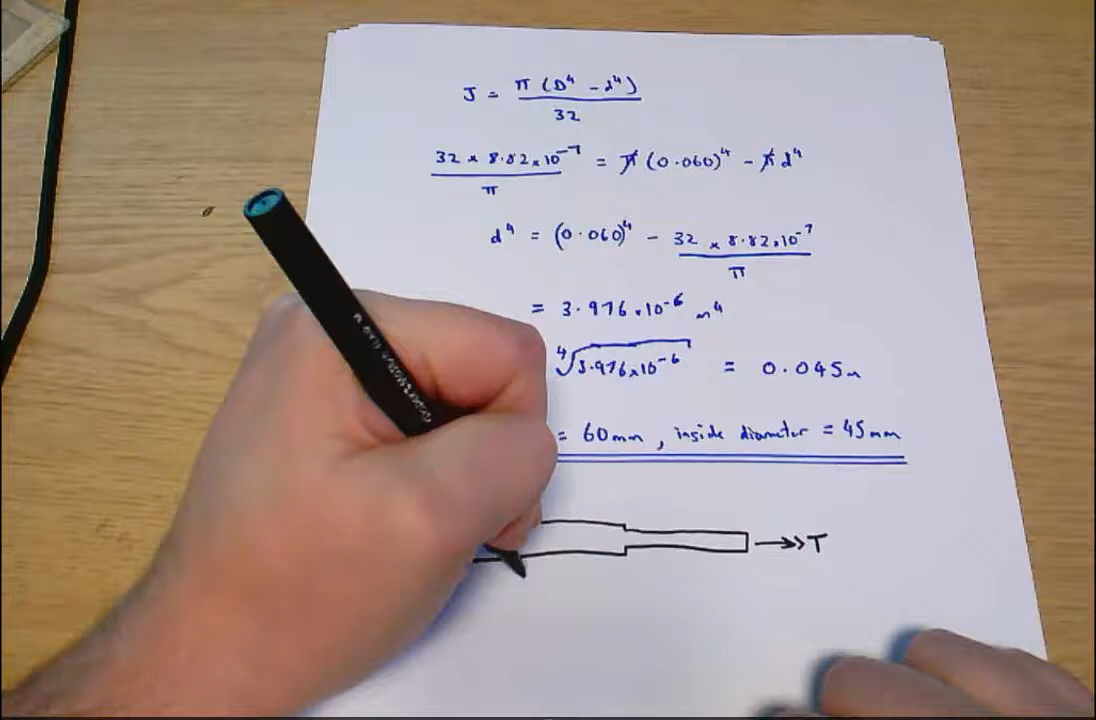 J = π (D⁴ - d⁴) / 32
32 × 8.82 × 10⁻⁷ / π = π (0.060)⁴ - π d⁴
d⁴ = (0.060)⁴ - 32 × 8.82 × 10⁻⁷ / π
= 3.976 × 10⁻⁶ m⁴
⁴√3.976 × 10⁻⁶ = 0.045m
= 60mm, inside diameter = 45mm
T